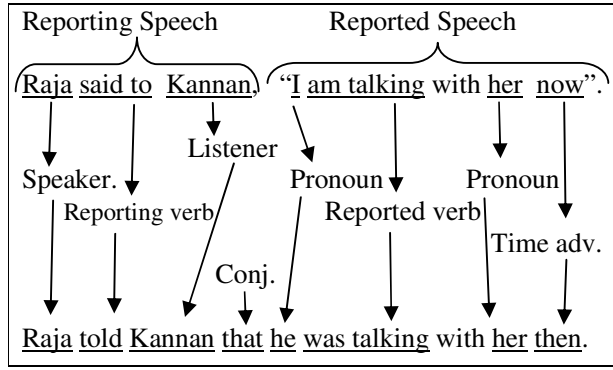 Reporting Speech Reported Speech
Raja said to Kannan, “I am talking with her now”.
Listener
Speaker. Pronoun Pronoun
Reporting verb Reported verb
Time adv.
Conj.
Raja told Kannan that he was talking with her then.